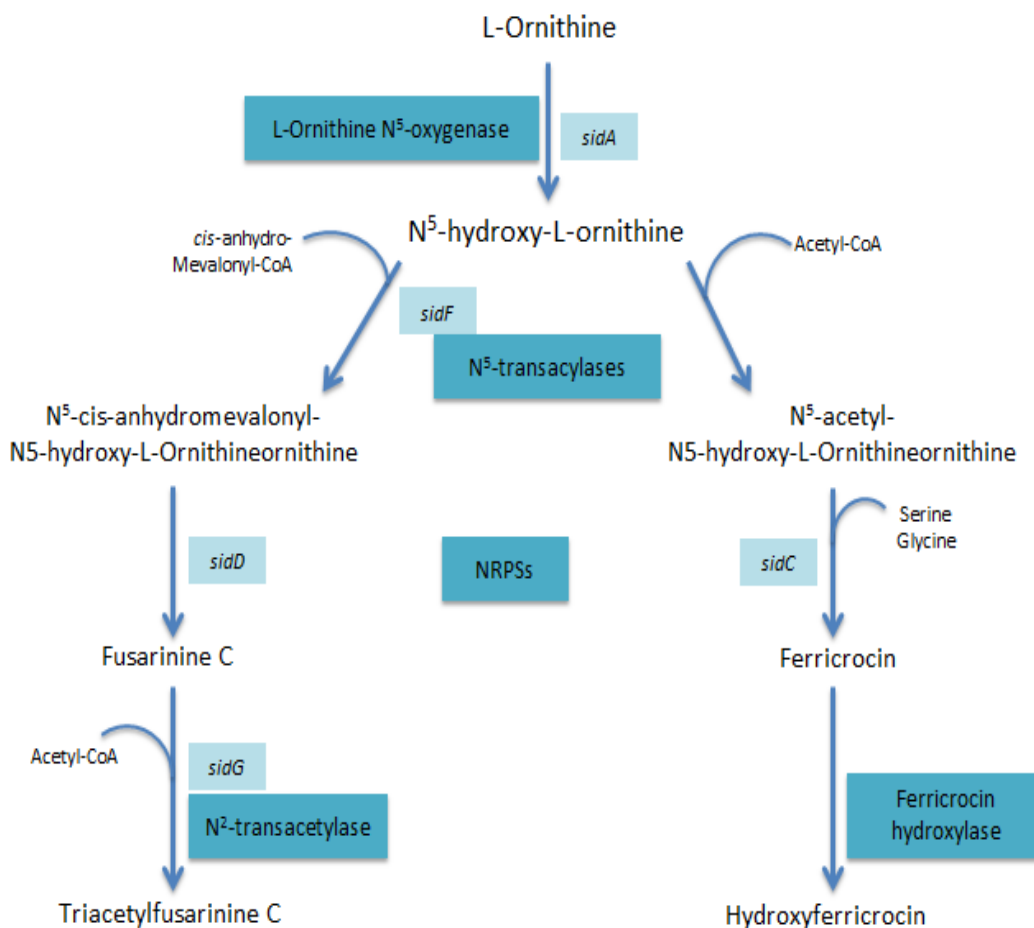 L-Ornithine
L-Ornithine N⁵-oxygenase
sidA
N⁵-hydroxy-L-ornithine
cis-anhydro-
Mevalonyl-CoA
Acetyl-CoA
sidF
N⁵-transacylases
N⁵-cis-anhydromevalonyl-
N5-hydroxy-L-Ornithineornithine
N⁵-acetyl-
N5-hydroxy-L-Ornithineornithine
Serine
Glycine
sidD
NRPSs
sidC
Fusarinine C
Ferricrocin
Acetyl-CoA
sidG
N²-transacetylase
Ferricrocin
hydroxylase
Triacetylfusarinine C
Hydroxyferricrocin